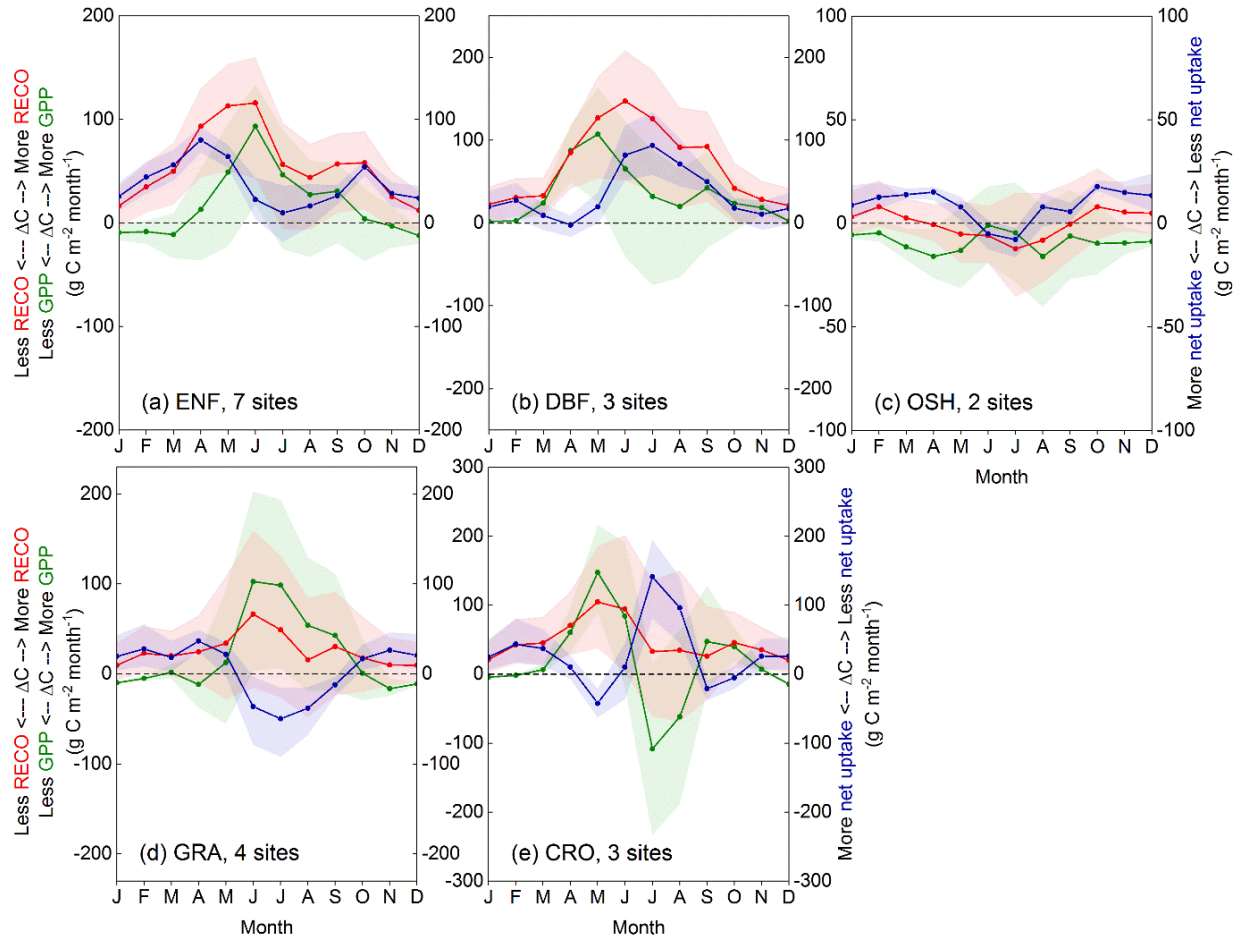 Less RECO <--- ΔC --> More RECO
Less GPP <-- ΔC --> More GPP
(g C m-2 month-1)
200
100
0
-100
-200
200
100
0
-100
-200
(a) ENF, 7 sites
J F M A M J J A S O N D
200
100
0
-100
-200
200
100
0
-100
-200
(b) DBF, 3 sites
J F M A M J J A S O N D
100
50
0
-50
-100
100
50
0
-50
-100
(c) OSH, 2 sites
J F M A M J J A S O N D
Month
More net uptake <-- ΔC --> Less net uptake
(g C m-2 month-1)
Less RECO <--- ΔC --> More RECO
Less GPP <-- ΔC --> More GPP
(g C m-2 month-1)
200
100
0
-100
-200
200
100
0
-100
-200
(d) GRA, 4 sites
J F M A M J J A S O N D
Month
300
200
100
0
-100
-200
-300
300
200
100
0
-100
-200
-300
(e) CRO, 3 sites
J F M A M J J A S O N D
Month
More net uptake <-- ΔC --> Less net uptake
(g C m-2 month-1)